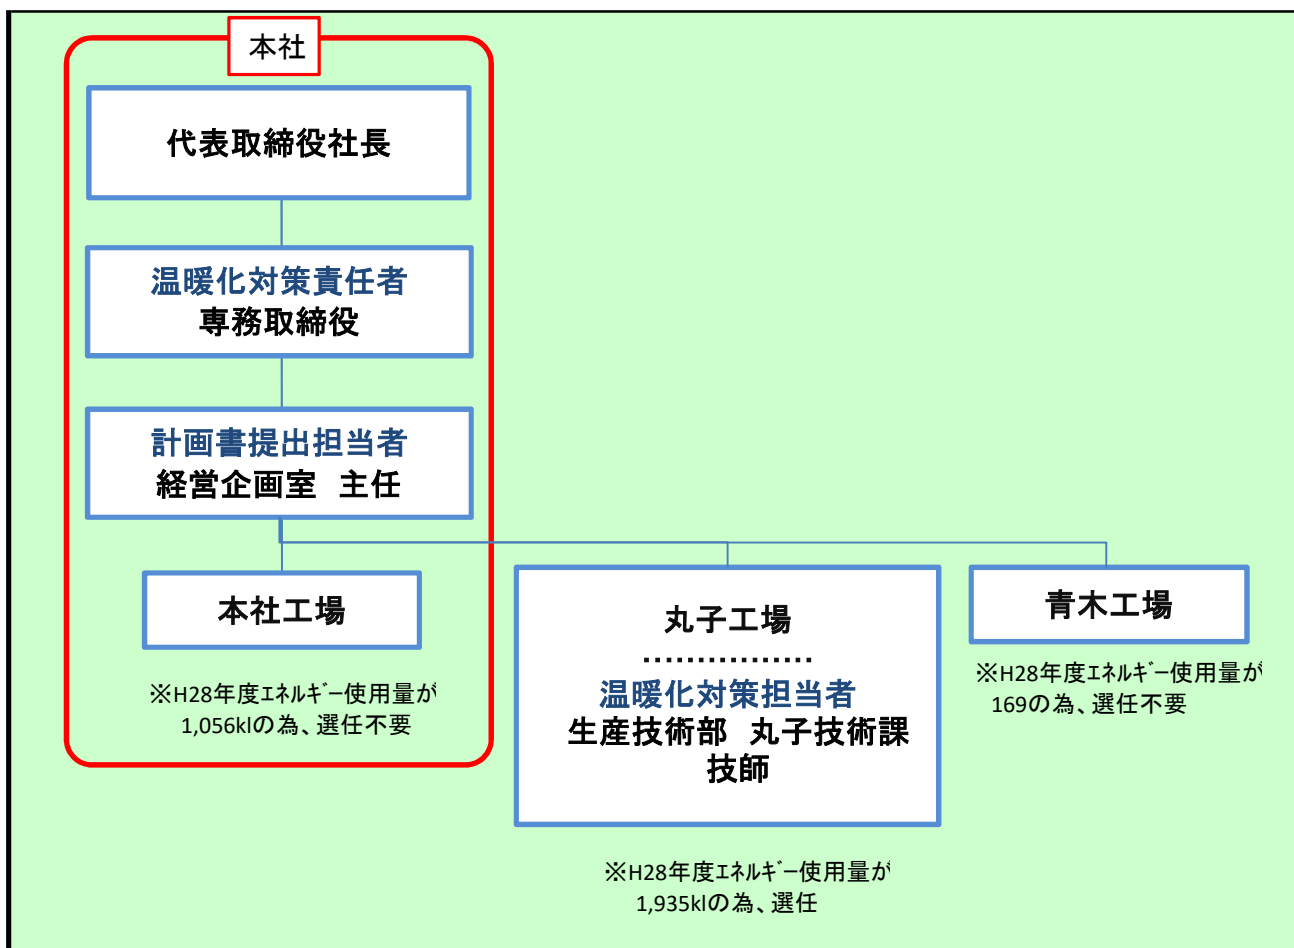 本社
代表取締役社長
温暖化対策責任者
専務取締役
計画書提出担当者
経営企画室　主任
本社工場
※H28年度ｴﾈﾙｷﾞｰ使用量が
1,056klの為、選任不要
丸子工場
温暖化対策担当者
生産技術部　丸子技術課
技師
※H28年度ｴﾈﾙｷﾞｰ使用量が
1,935klの為、選任
青木工場
※H28年度ｴﾈﾙｷﾞｰ使用量が
169の為、選任不要